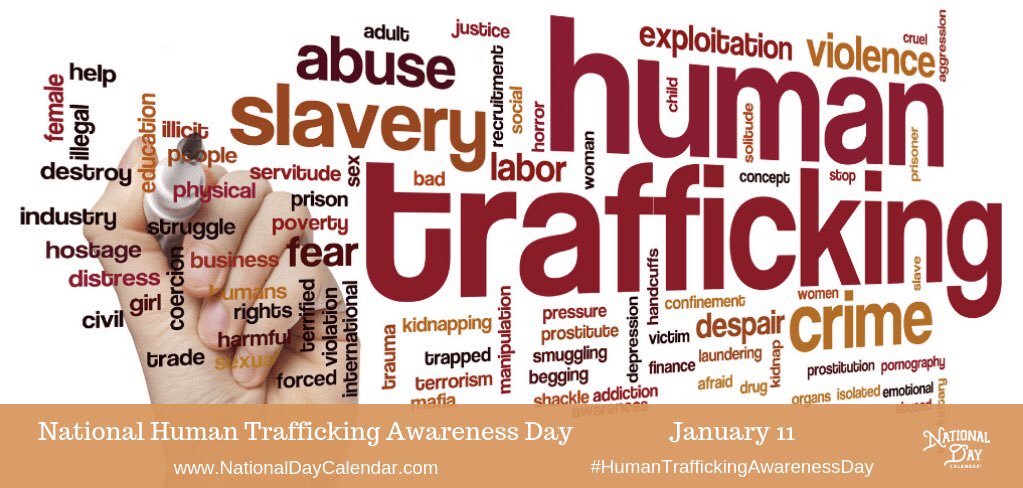 adult
justice
cruel
aggression
human
exploitation
violence
abuse
help
female
illegal
recruitment
social
child
slavery
education
illicit
horror
people
solitude
prisoner
woman
destroy
servitude
sex
bad
labor
concept
stop
physical
prison
trafficking
industry
struggle
poverty
hostage
business
fear
coercion
distress
humans
handcuffs
slave
girl
rights
terrified
violation
international
manipulation
pressure
confinement
women
crime
civil
harmful
trauma
kidnapping
prostitute
depression
victim
despair
trade
sexual
trapped
smuggling
laundering
kidnap
forced
terrorism
begging
finance
prostitution
pornography
afraid
drug
mafia
shackle
addiction
organs
isolated
emotional
awareness
abused
National Human Trafficking Awareness Day
January 11
www.NationalDayCalendar.com
#HumanTraffickingAwarenessDay
NATIONAL
DAY
CALENDAR